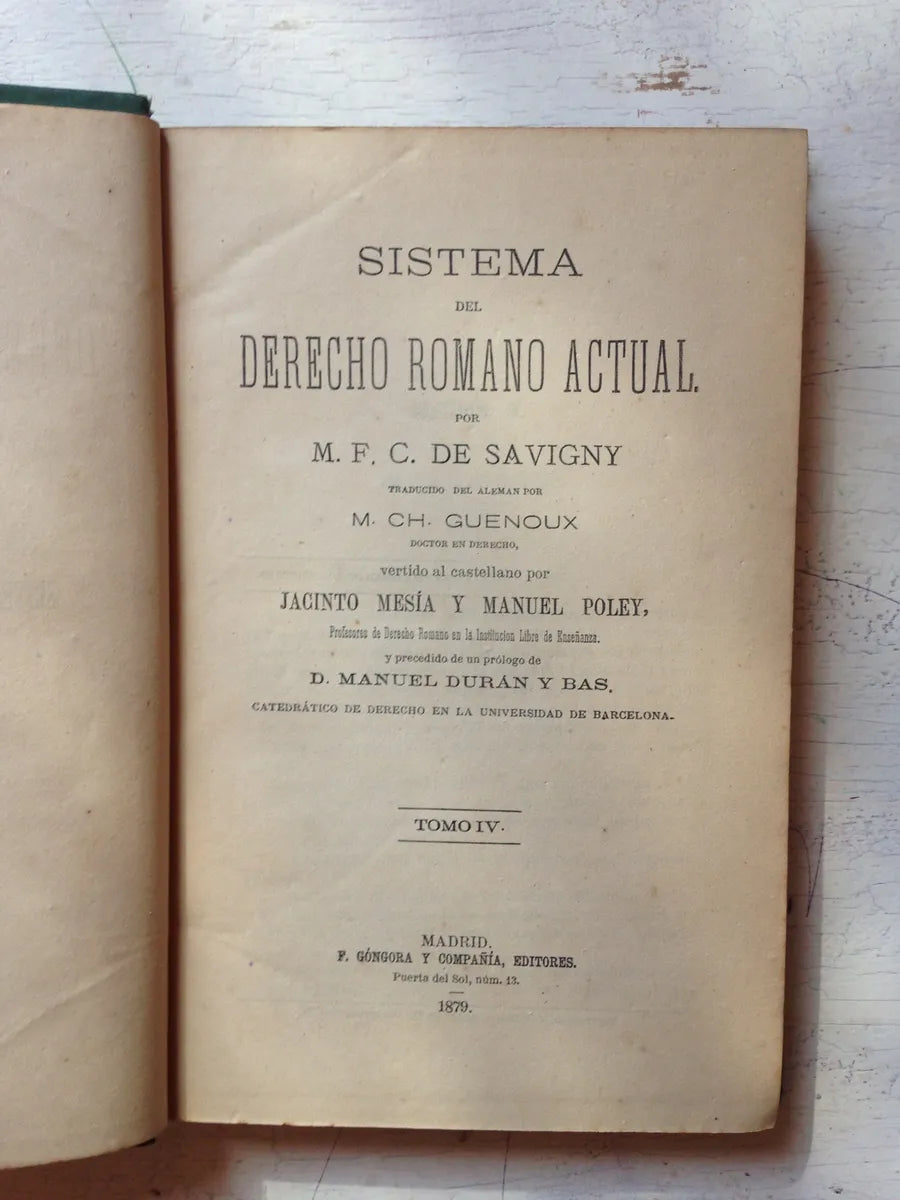 SISTEMA
DEL
DERECHO ROMANO ACTUAL.
POR
M. F. C. DE SAVIGNY
TRADUCIDO DEL ALEMAN POR
M. CH. GUENOUX
DOCTOR EN DERECHO,
vertido al castellano por
JACINTO MESÍA Y MANUEL POLEY,
Profesores de Derecho Romano en la Institucion Libre de Enseñanza.
y precedido de un prólogo de
D. MANUEL DURÁN Y BAS,
CATEDRÁTICO DE DERECHO EN LA UNIVERSIDAD DE BARCELONA.
TOMO IV.
MADRID.
F. GÓNGORA Y COMPAÑÍA, EDITORES.
Puerta del Sol, núm. 13.
1879.